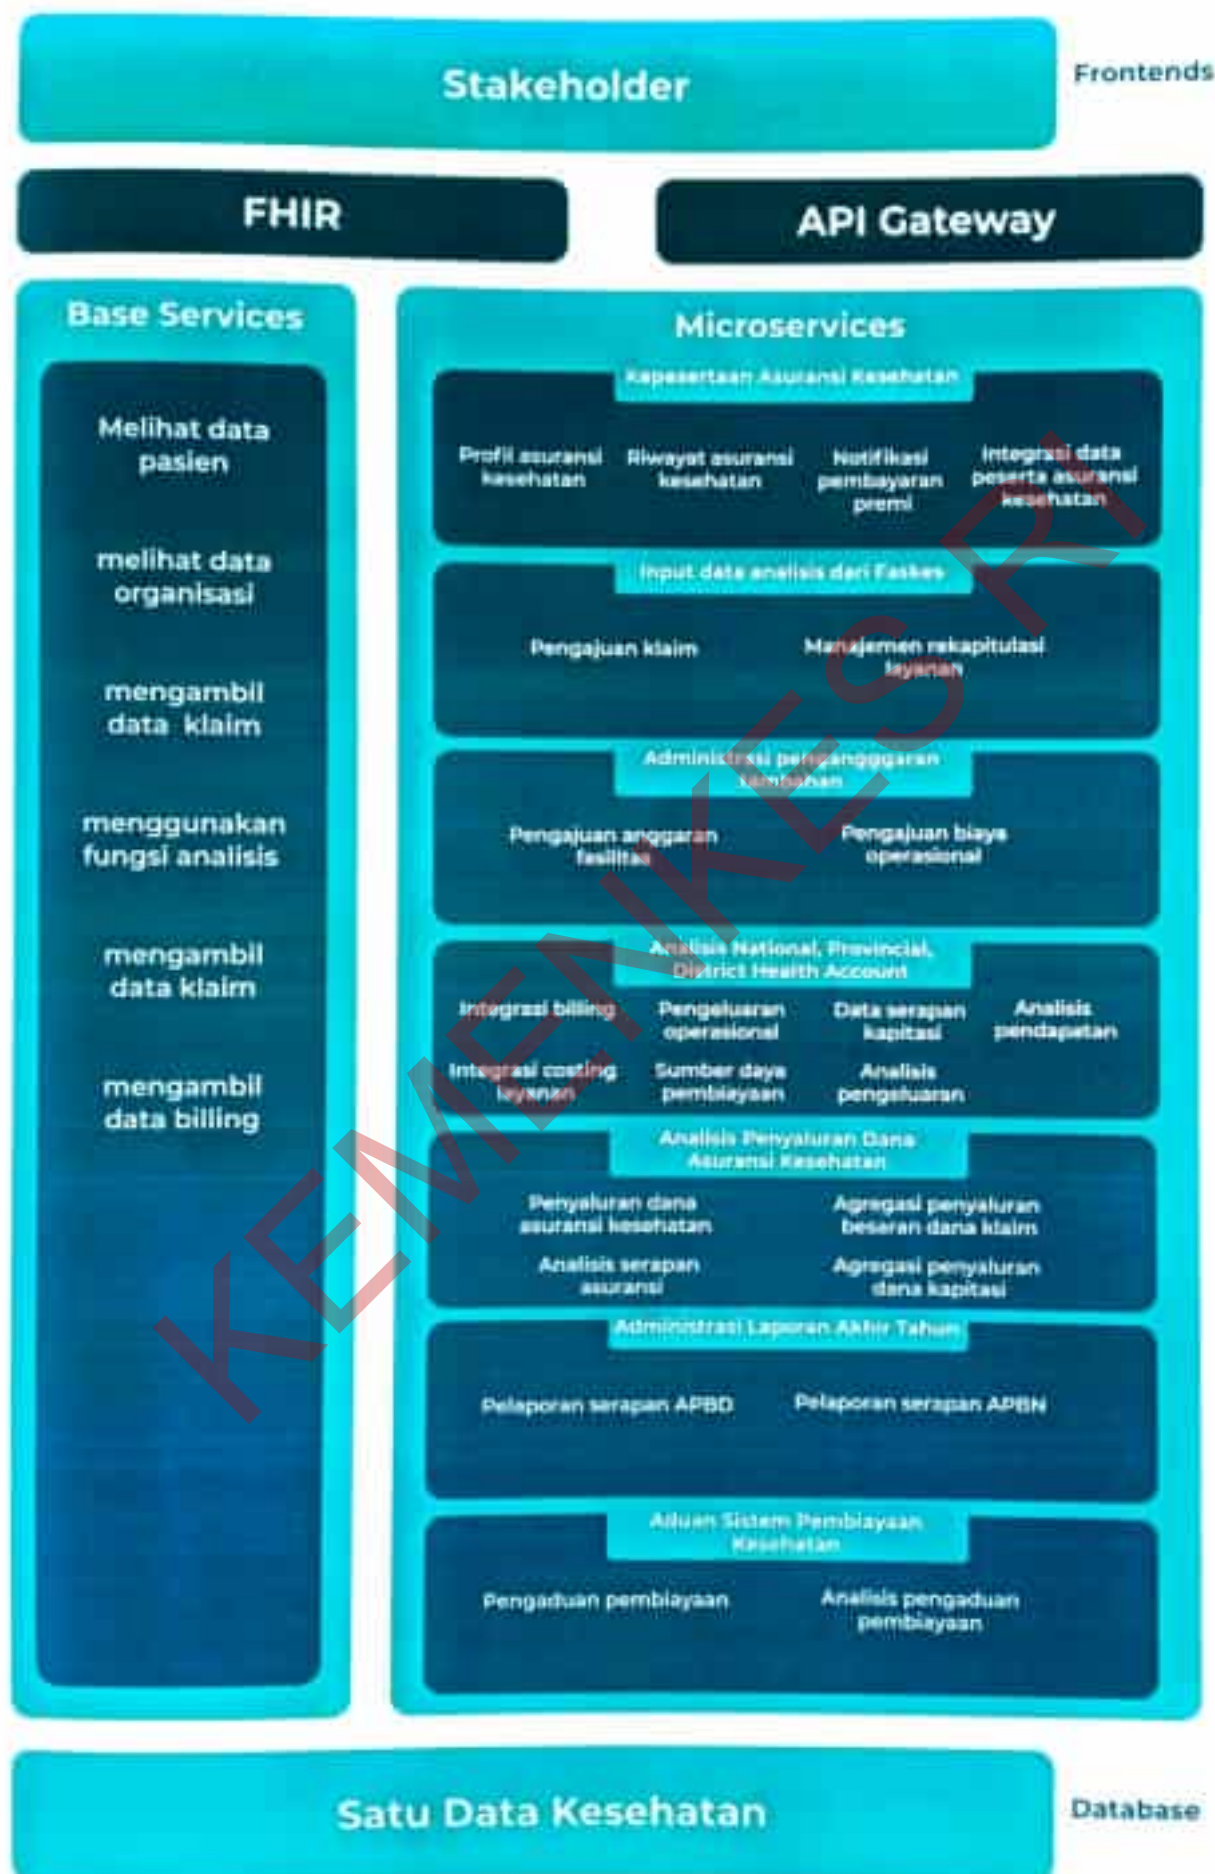 Stakeholder
Frontends
FHIR
API Gateway
Base Services
Melihat data
pasien
melihat data
organisasi
mengambil
data klaim
menggunakan
fungsi analisis
mengambil
data klaim
mengambil
data billing
Microservices
Kepesertaan Asuransi Kesehatan
Profil asuransi
kesehatan
Riwayat asuransi
kesehatan
Notifikasi
pembayaran
premi
Integrasi data
peserta asuransi
kesehatan
Input data analisis dari Faskes
Pengajuan klaim
Manajemen rekapitulasi
layanan
Administrasi pengangggaran
tambahan
Pengajuan anggaran
fasilitas
Pengajuan biaya
operasional
Analisis National, Provincial,
District Health Account
Integrasi billing
Pengeluaran
operasional
Data serapan
kapitasi
Analisis
pendapatan
Integrasi costing
layanan
Sumber daya
pembiayaan
Analisis
pengeluaran
Analisis Penyaluran Dana
Asuransi Kesehatan
Penyaluran dana
asuransi kesehatan
Agregasi penyaluran
besaran dana klaim
Analisis serapan
asuransi
Agregasi penyaluran
dana kapitasi
Administrasi Laporan Akhir Tahun
Pelaporan serapan APBD
Pelaporan serapan APBN
Aduan Sistem Pembiayaan
Kesehatan
Pengaduan pembiayaan
Analisis pengaduan
pembiayaan
Satu Data Kesehatan
Database
KEMENKES RI